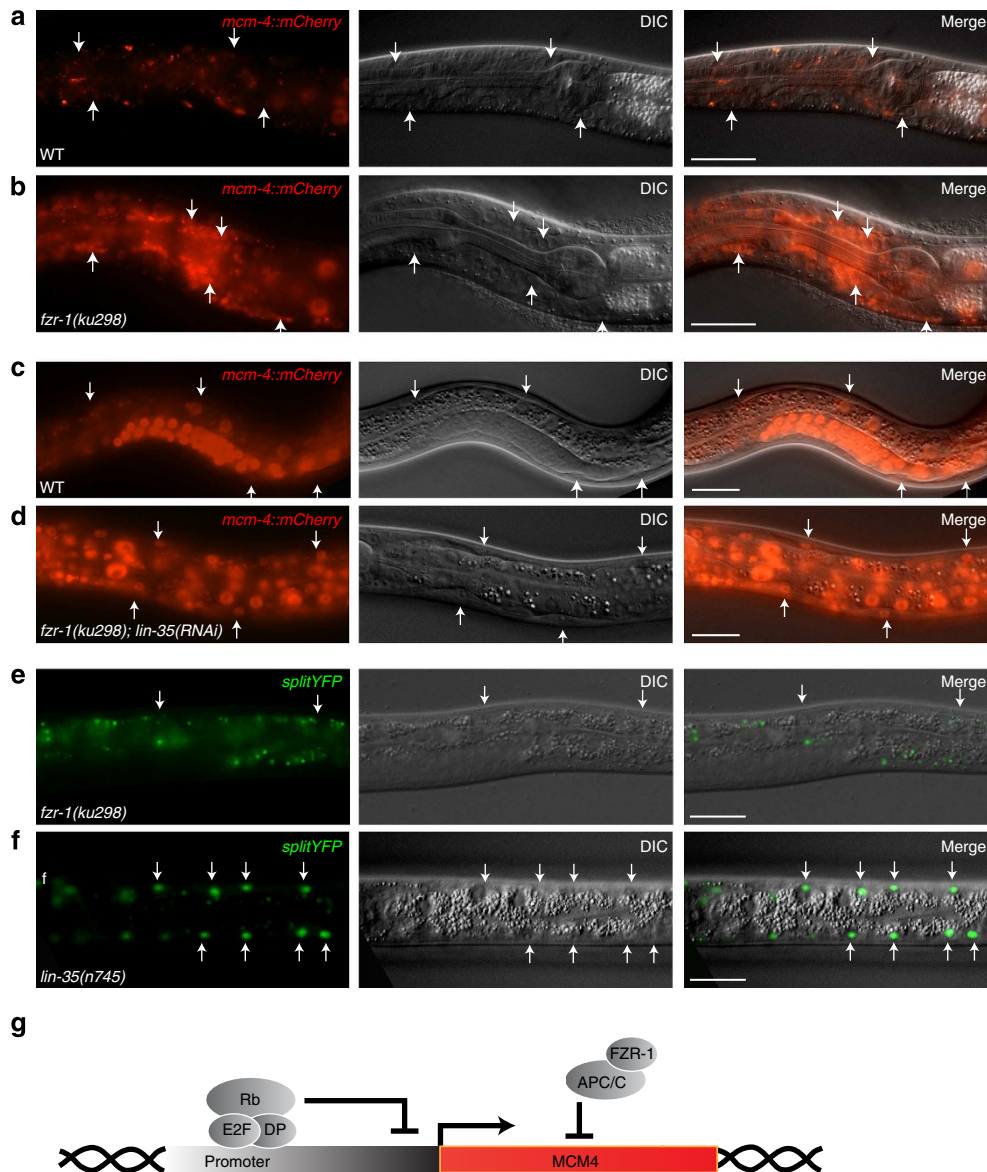 a
mcm-4::mCherry
DIC
Merge
WT
b
mcm-4::mCherry
DIC
Merge
fzr-1(ku298)
c
mcm-4::mCherry
DIC
Merge
WT
d
mcm-4::mCherry
DIC
Merge
fzr-1(ku298); lin-35(RNAi)
e
splitYFP
DIC
Merge
fzr-1(ku298)
f
splitYFP
DIC
Merge
f
lin-35(n745)
g
FZR-1
APC/C
Rb
E2F
DP
Promoter
MCM4